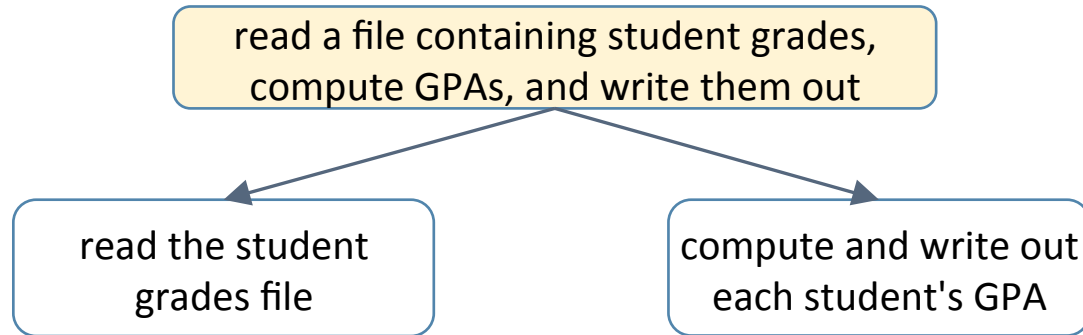 read a file containing student grades,
compute GPAs, and write them out
read the student
grades file
compute and write out
each student's GPA